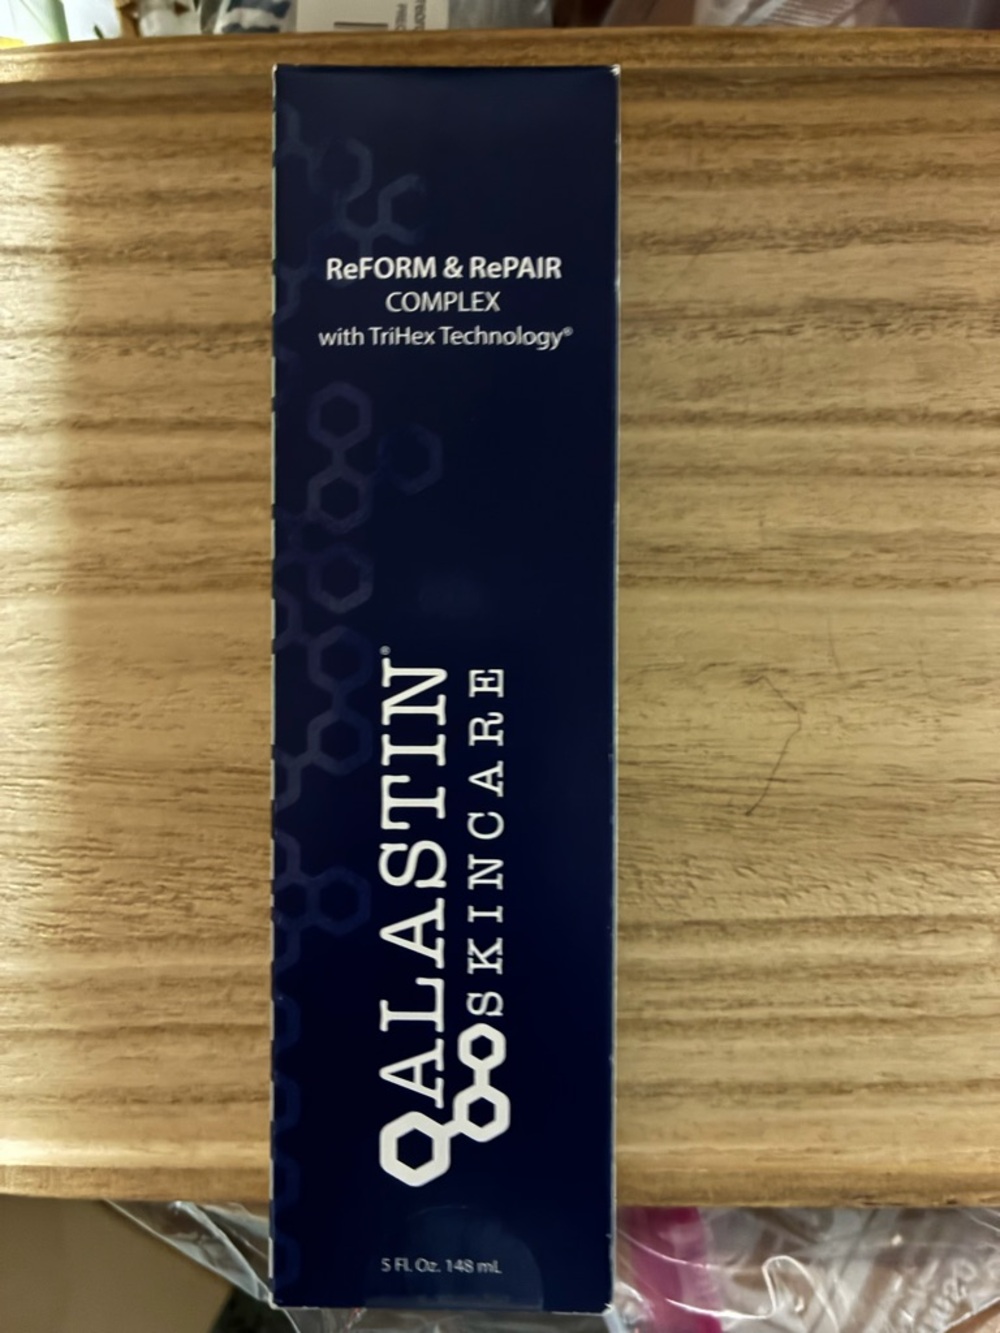 ReFORM & RePAIR
COMPLEX
with TriHex Technology®
ALASTIN®
SKINCARE
5 Fl. Oz. 148 mL